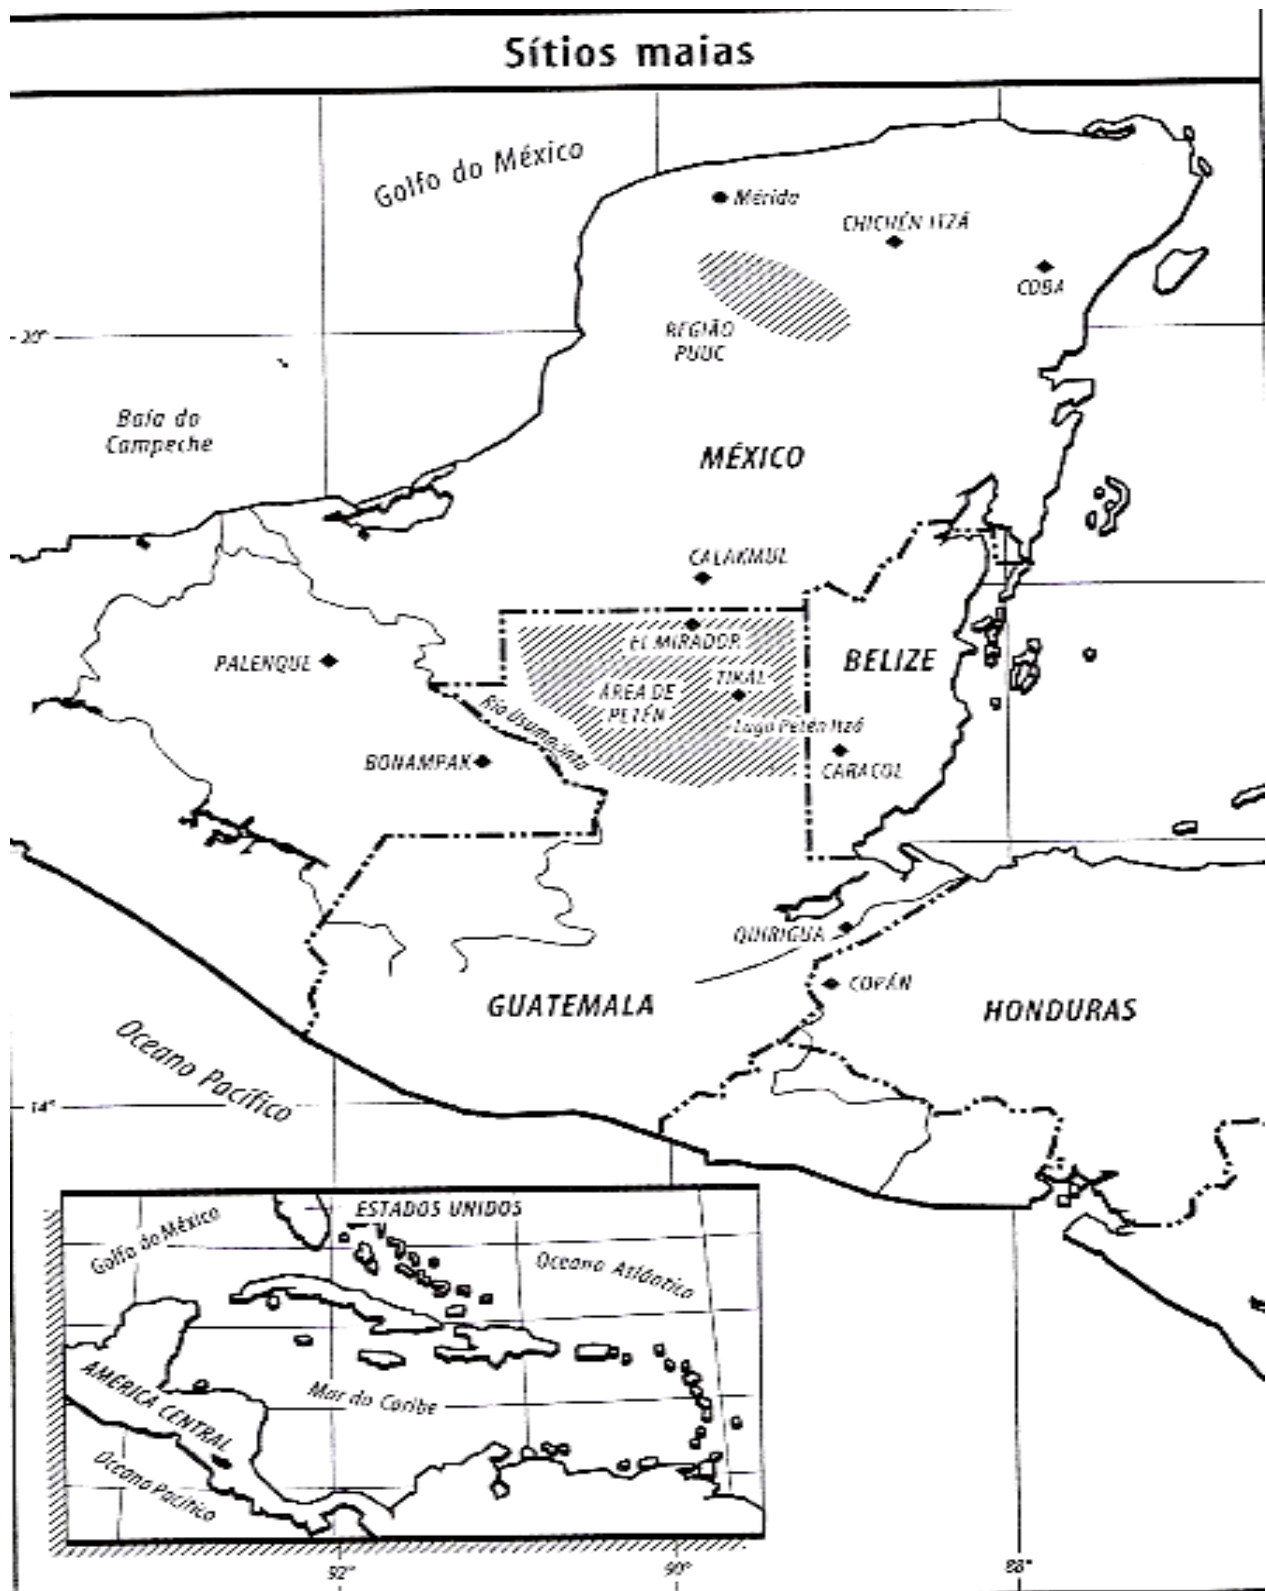 Sítios maias
Golfo do México
Mérida
CHICHÉN ITZÁ
COBA
REGIÃO
PUUC
20°
Baía do
Campeche
MÉXICO
CALAKMUL
EL MIRADOR
BELIZE
PALENQUE
TIKAL
ÁREA DE
PETÉN
Rio Usumacinta
Lago Petén Itzá
BONAMPAK
CARACOL
QUIRIGUA
COPÁN
GUATEMALA
HONDURAS
Oceano Pacífico
14°
ESTADOS UNIDOS
Golfo do México
Oceano Atlântico
AMÉRICA CENTRAL
Mar do Caribe
Oceano Pacífico
92°
90°
88°